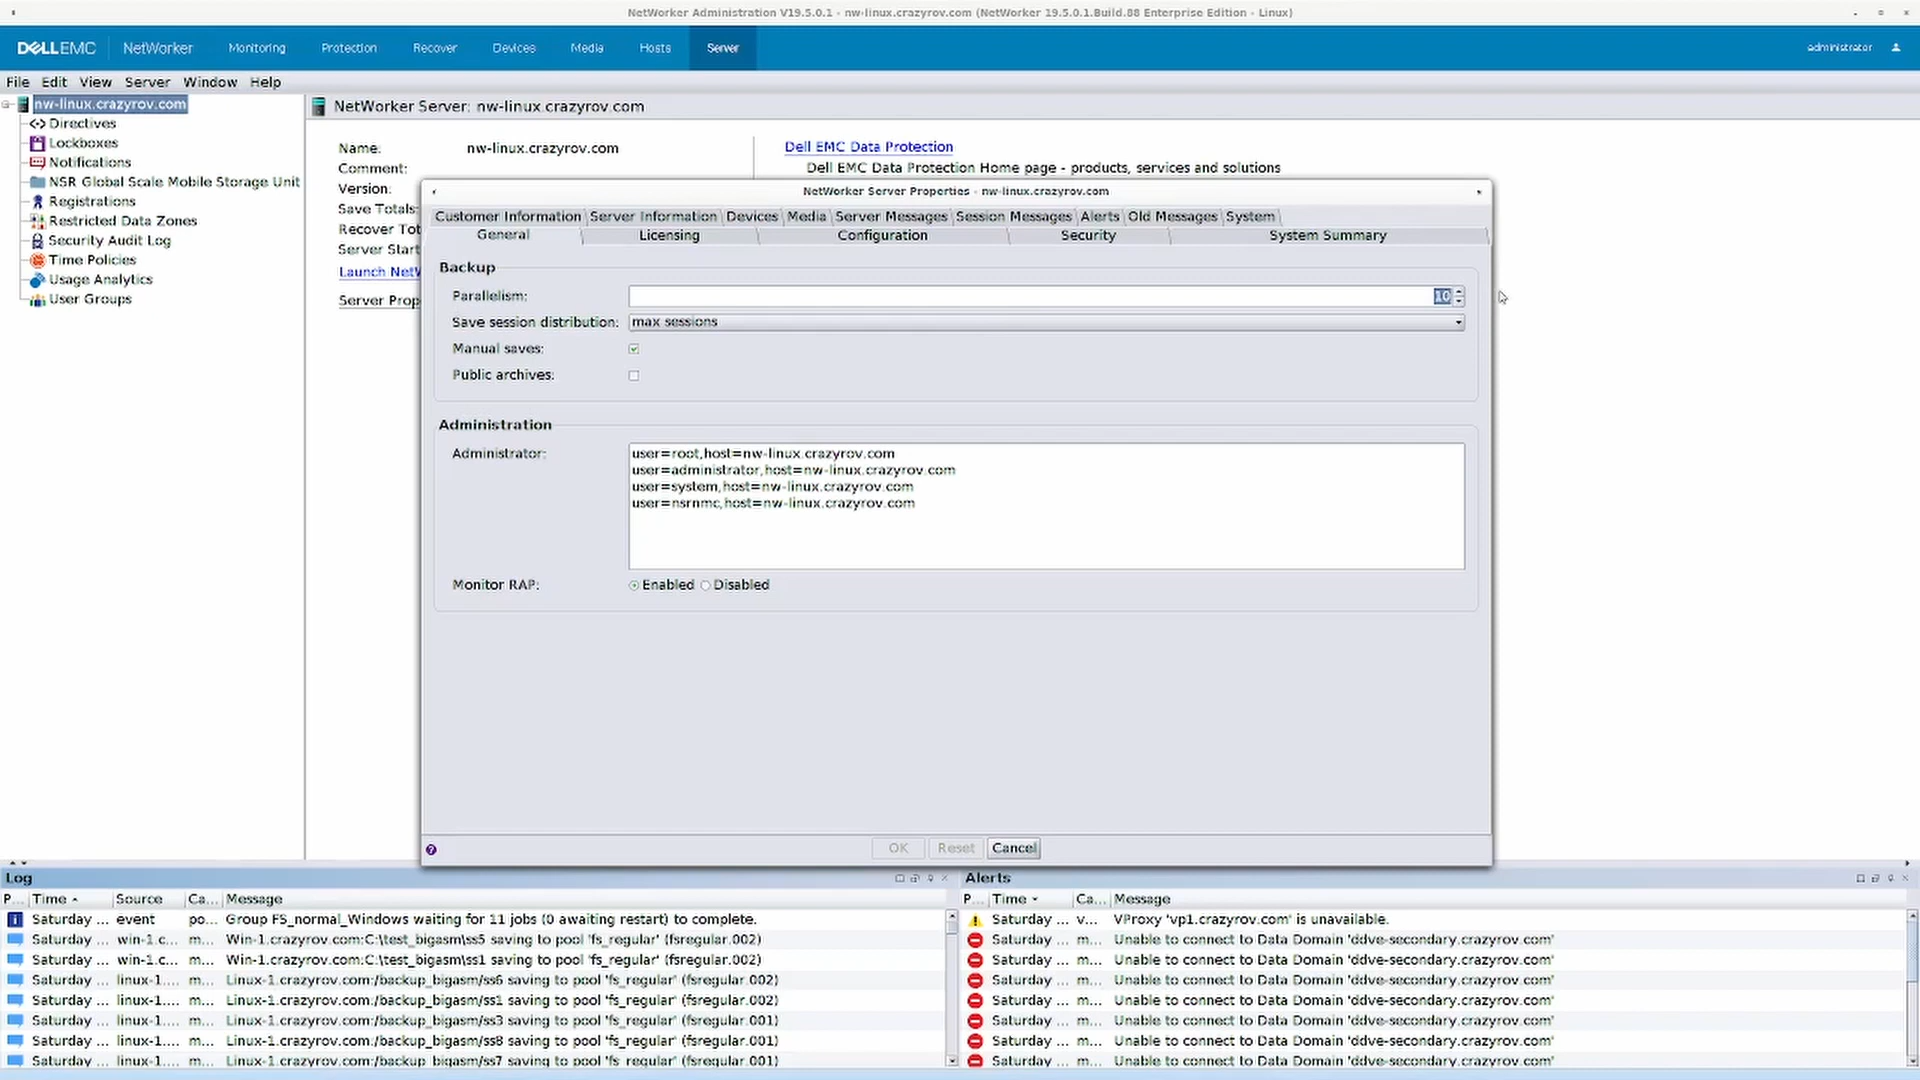 NetWorker Administration V19.5.0.1 - nw-linux.crazyrov.com (NetWorker 19.5.0.1.Build.88 Enterprise Edition - Linux)
DELLEMC NetWorker Monitoring Protection Recover Devices Media Hosts Server administrator
File Edit View Server Window Help
nw-linux.crazyrov.com
Directives
Lockboxes
Notifications
NSR Global Scale Mobile Storage Unit
Registrations
Restricted Data Zones
Security Audit Log
Time Policies
Usage Analytics
User Groups
NetWorker Server: nw-linux.crazyrov.com
Name: nw-linux.crazyrov.com
Comment:
Version:
Save Totals:
Recover Tot
Server Start
Launch NetW
Server Prop
Dell EMC Data Protection
Dell EMC Data Protection Home page - products, services and solutions
NetWorker Server Properties - nw-linux.crazyrov.com
Customer Information Server Information Devices Media Server Messages Session Messages Alerts Old Messages System
General Licensing Configuration Security System Summary
Backup
Parallelism: 10
Save session distribution: max sessions
Manual saves:
Public archives:
Administration
Administrator: user=root,host=nw-linux.crazyrov.com
user=administrator,host=nw-linux.crazyrov.com
user=system,host=nw-linux.crazyrov.com
user=nsrnmc,host=nw-linux.crazyrov.com
Monitor RAP: Enabled Disabled
OK Reset Cancel
Log
P... Time Source Ca... Message
Saturday ... event po... Group FS_normal_Windows waiting for 11 jobs (0 awaiting restart) to complete.
Saturday ... win-1.c... m... Win-1.crazyrov.com:C:\test_bigasm\ss5 saving to pool 'fs_regular' (fsregular.002)
Saturday ... win-1.c... m... Win-1.crazyrov.com:C:\test_bigasm\ss1 saving to pool 'fs_regular' (fsregular.002)
Saturday ... linux-1.... m... Linux-1.crazyrov.com:/backup_bigasm/ss6 saving to pool 'fs_regular' (fsregular.002)
Saturday ... linux-1.... m... Linux-1.crazyrov.com:/backup_bigasm/ss1 saving to pool 'fs_regular' (fsregular.002)
Saturday ... linux-1.... m... Linux-1.crazyrov.com:/backup_bigasm/ss3 saving to pool 'fs_regular' (fsregular.001)
Saturday ... linux-1.... m... Linux-1.crazyrov.com:/backup_bigasm/ss8 saving to pool 'fs_regular' (fsregular.001)
Saturday ... linux-1.... m... Linux-1.crazyrov.com:/backup_bigasm/ss7 saving to pool 'fs_regular' (fsregular.001)
Alerts
P... Time Ca... Message
Saturday ... v... VProxy 'vp1.crazyrov.com' is unavailable.
Saturday ... m... Unable to connect to Data Domain 'ddve-secondary.crazyrov.com'
Saturday ... m... Unable to connect to Data Domain 'ddve-secondary.crazyrov.com'
Saturday ... m... Unable to connect to Data Domain 'ddve-secondary.crazyrov.com'
Saturday ... m... Unable to connect to Data Domain 'ddve-secondary.crazyrov.com'
Saturday ... m... Unable to connect to Data Domain 'ddve-secondary.crazyrov.com'
Saturday ... m... Unable to connect to Data Domain 'ddve-secondary.crazyrov.com'
Saturday ... m... Unable to connect to Data Domain 'ddve-secondary.crazyrov.com'